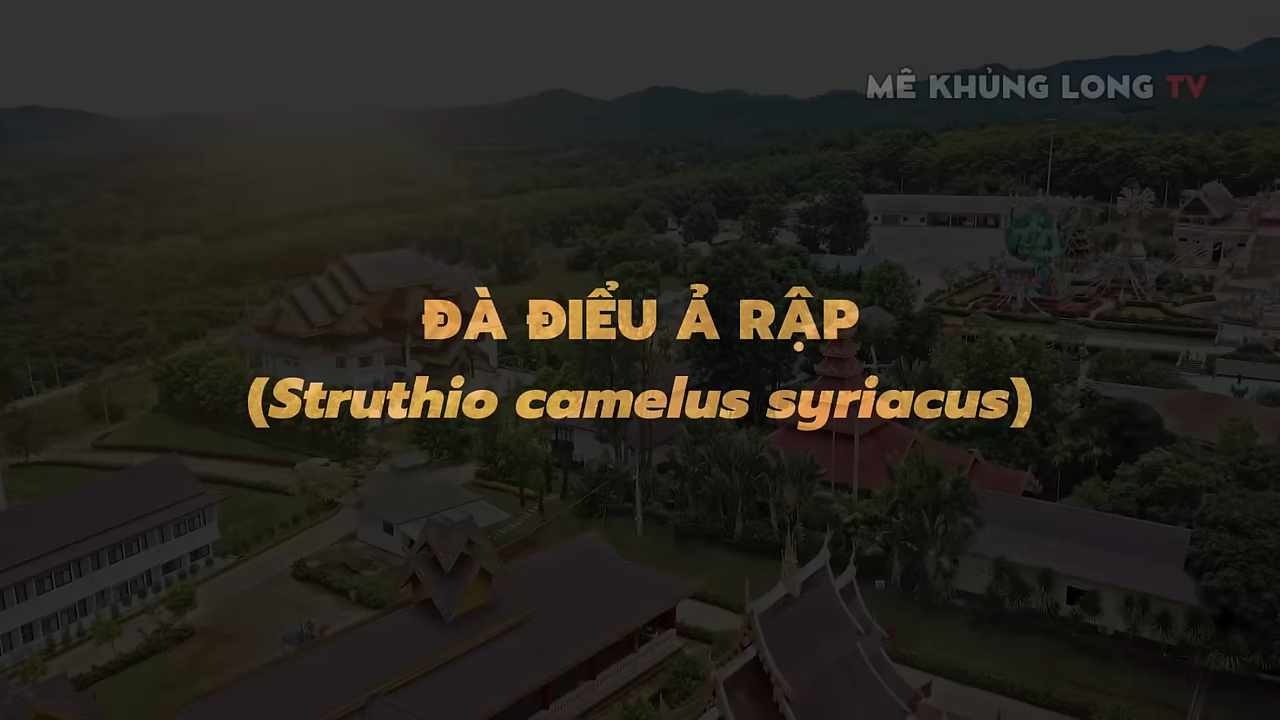 MÊ KHỦNG LONG TV
ĐÀ ĐIỂU Ả RẬP
(Struthio camelus syriacus)